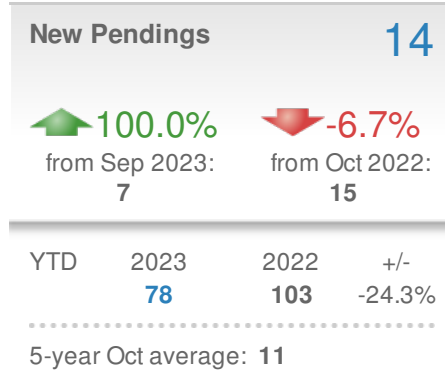 New Pendings 14
100.0% -6.7%
from Sep 2023: from Oct 2022:
7 15
YTD 2023 2022 +/-
78 103 -24.3%
5-year Oct average: 11